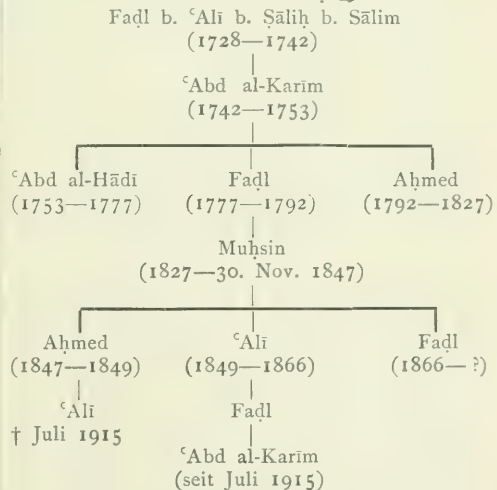 Faḍl b. ʿAlī b. Ṣāliḥ b. Sālim
(1728—1742)
ʿAbd al-Karīm
(1742—1753)
ʿAbd al-Hādī Faḍl Aḥmed
(1753—1777) (1777—1792) (1792—1827)
Muḥsin
(1827—30. Nov. 1847)
Aḥmed ʿAlī Faḍl
(1847—1849) (1849—1866) (1866—?)
ʿAlī Faḍl
† Juli 1915
ʿAbd al-Karīm
(seit Juli 1915)